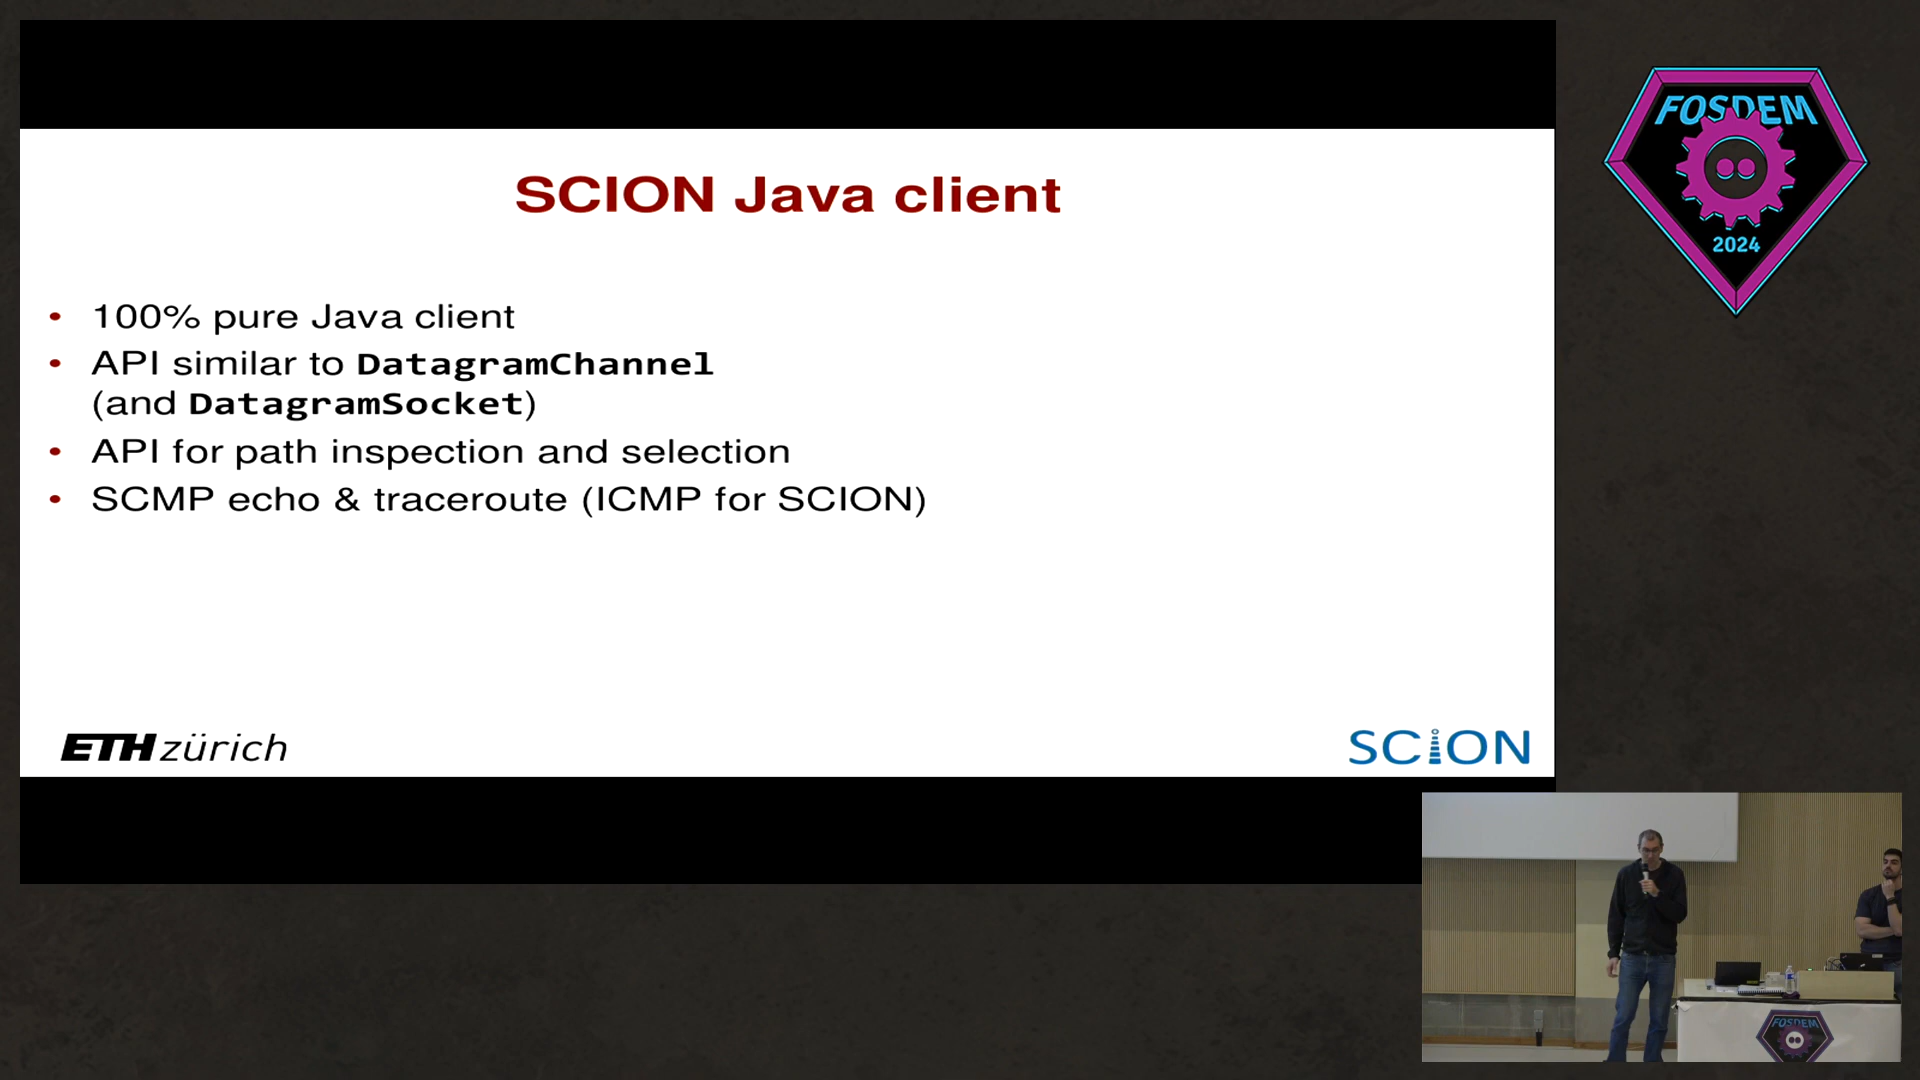 SCION Java client
• 100% pure Java client
• API similar to DatagramChannel
(and DatagramSocket)
• API for path inspection and selection
• SCMP echo & traceroute (ICMP for SCION)
ETH zürich
SCION
FOSDEM
2024
FOSDEM